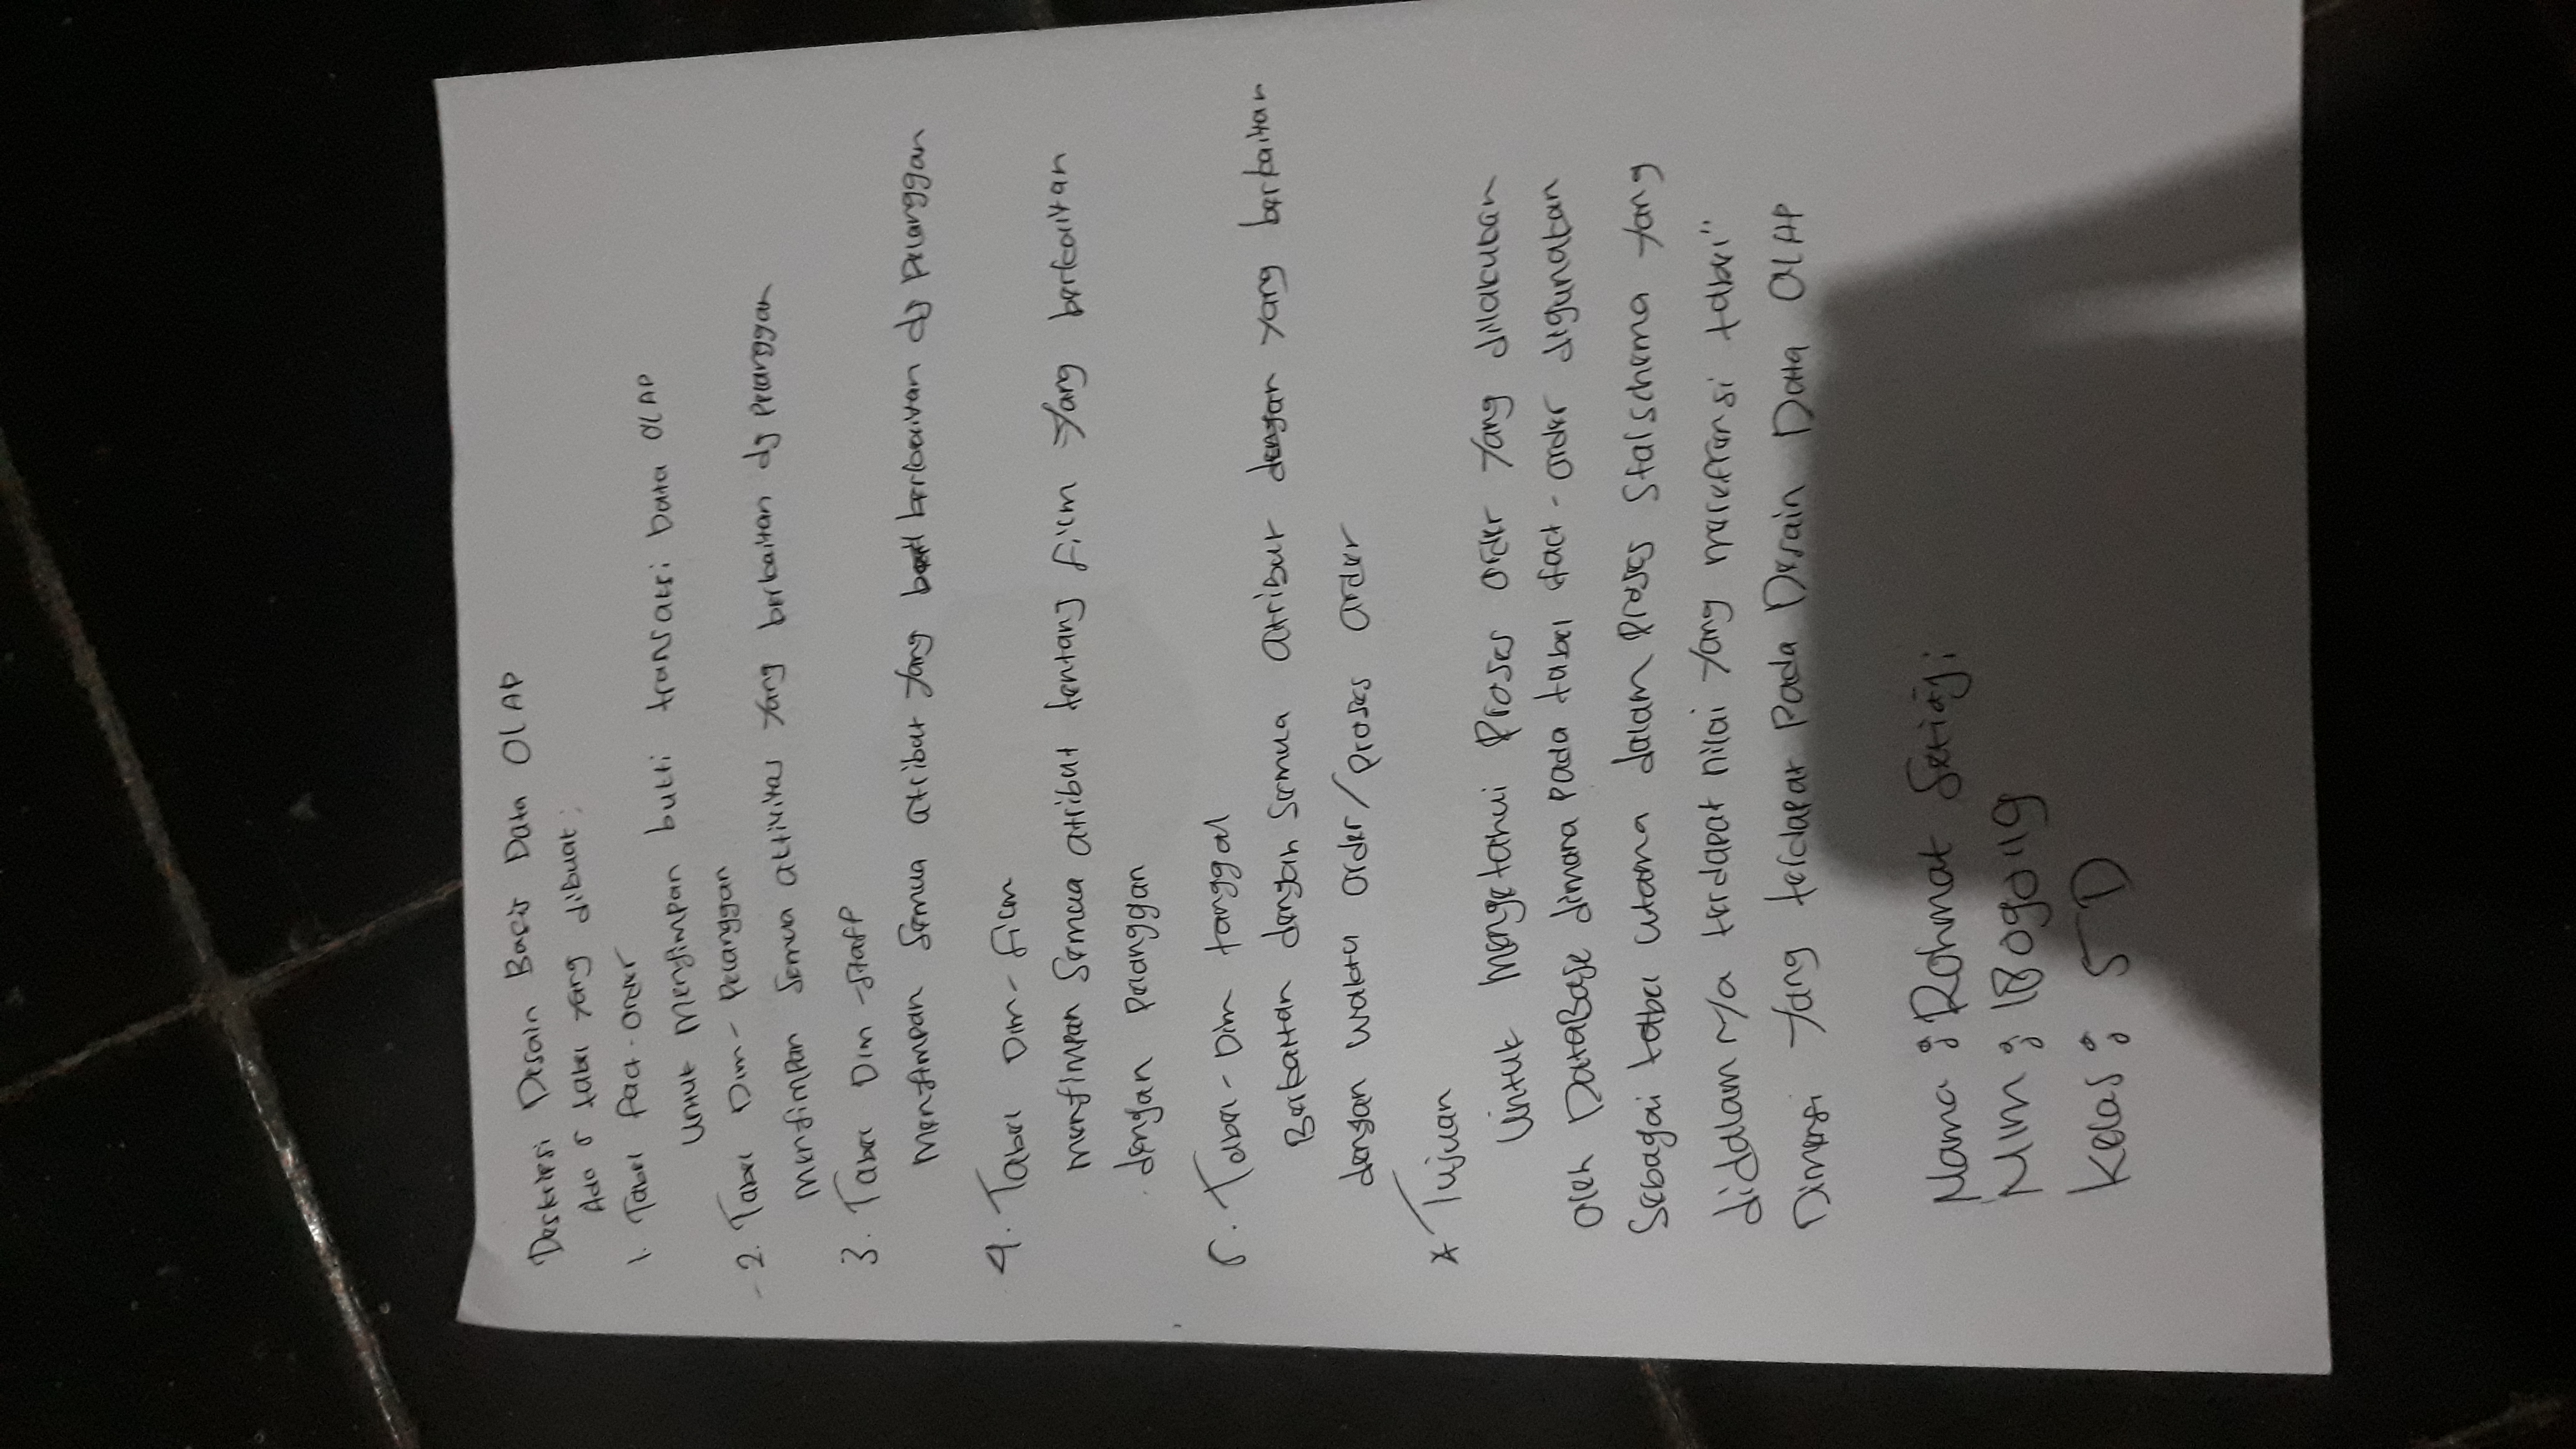 Deskripsi Desain Basis Data OLAP
Ada 5 tabel yang dibuat:
1. Tabel fact-order
Untuk Menyimpan bukti transaksi Data OLAP
2. Tabel Dim- Pelanggan
menyimpan Semua aktivitas yang berkaitan dg pelanggan
3. Tabel Dim -Staff
Menyimpan Semua atribut yang berkaitan dg pelanggan
4. Tabel Dim- film
menyimpan Semua atribut tentang film yang berkaitan
dengan pelanggan
5. Tabel-Dim tanggal
Berkaitan dengan Semua atribut dengan yang berkaitan
dengan waktu order/proses order
* Tujuan
Untuk mengetahui Proses order yang dilakukan
oleh DataBase dimana pada tabel fact-order digunakan
Sebagai tabel utama dalam Proses Starschema yang
didalam nya terdapat nilai yang merefrensi tabel"
Dimensi yang terdapat Pada Desain Data OLAP
Nama : Rohmat Setiaji
Nim : 18090119
Kelas : 5 D